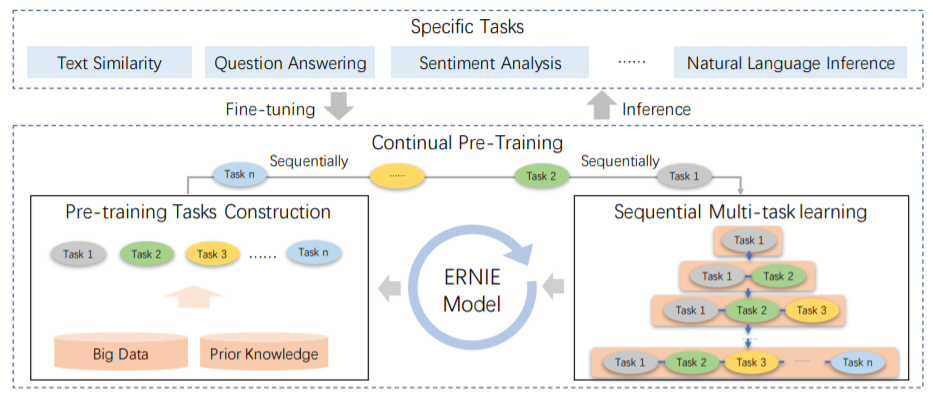 Specific Tasks
Text Similarity
Question Answering
Sentiment Analysis
......
Natural Language Inference
Fine-tuning
Inference
Continual Pre-Training
Sequentially
Sequentially
Task n
......
Task 2
Task 1
Pre-training Tasks Construction
Task 1
Task 2
Task 3
......
Task n
Big Data
Prior Knowledge
ERNIE
Model
Sequential Multi-task learning
Task 1
Task 1
Task 2
Task 1
Task 2
Task 3
......
Task 1
Task 2
Task 3
......
Task n